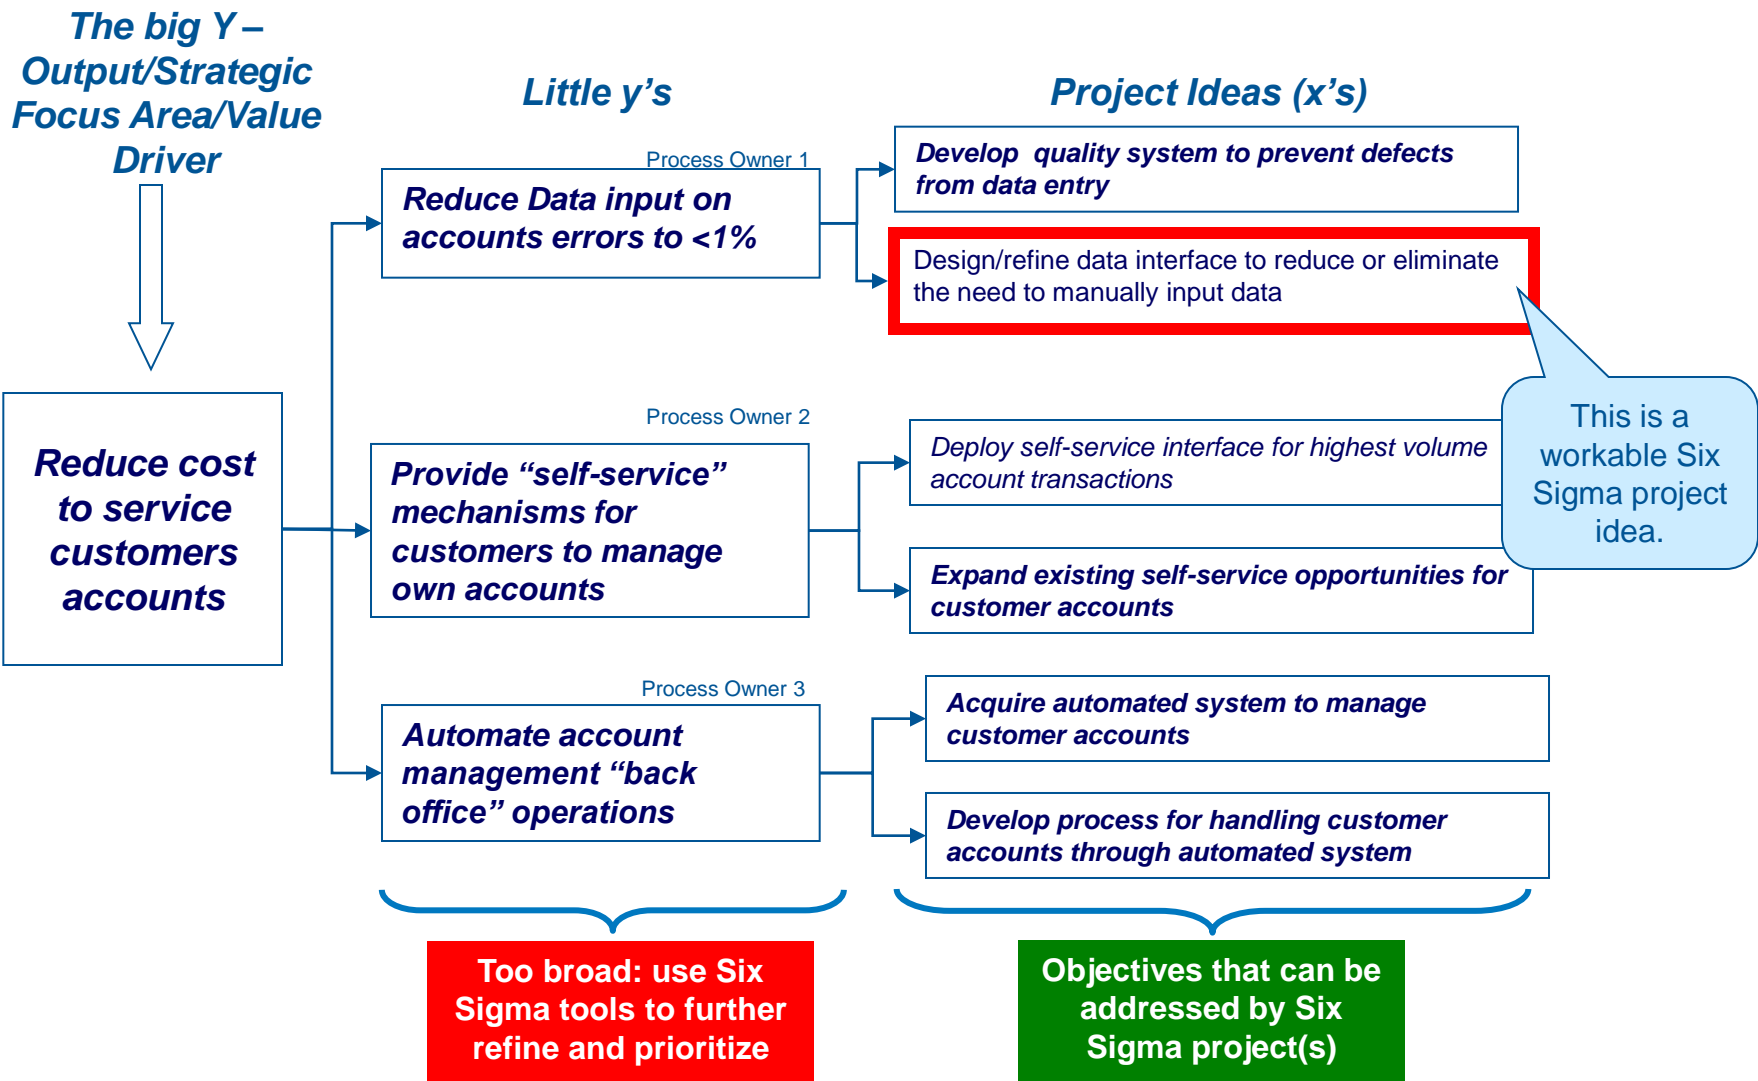 The big Y –
Output/Strategic
Focus Area/Value
Driver
Little y’s
Project Ideas (x’s)
Process Owner 1
Reduce Data input on
accounts errors to <1%
Develop quality system to prevent defects
from data entry
Design/refine data interface to reduce or eliminate
the need to manually input data
This is a
workable Six
Sigma project
idea.
Reduce cost
to service
customers
accounts
Process Owner 2
Provide “self-service”
mechanisms for
customers to manage
own accounts
Deploy self-service interface for highest volume
account transactions
Expand existing self-service opportunities for
customer accounts
Process Owner 3
Automate account
management “back
office” operations
Acquire automated system to manage
customer accounts
Develop process for handling customer
accounts through automated system
Too broad: use Six
Sigma tools to further
refine and prioritize
Objectives that can be
addressed by Six
Sigma project(s)